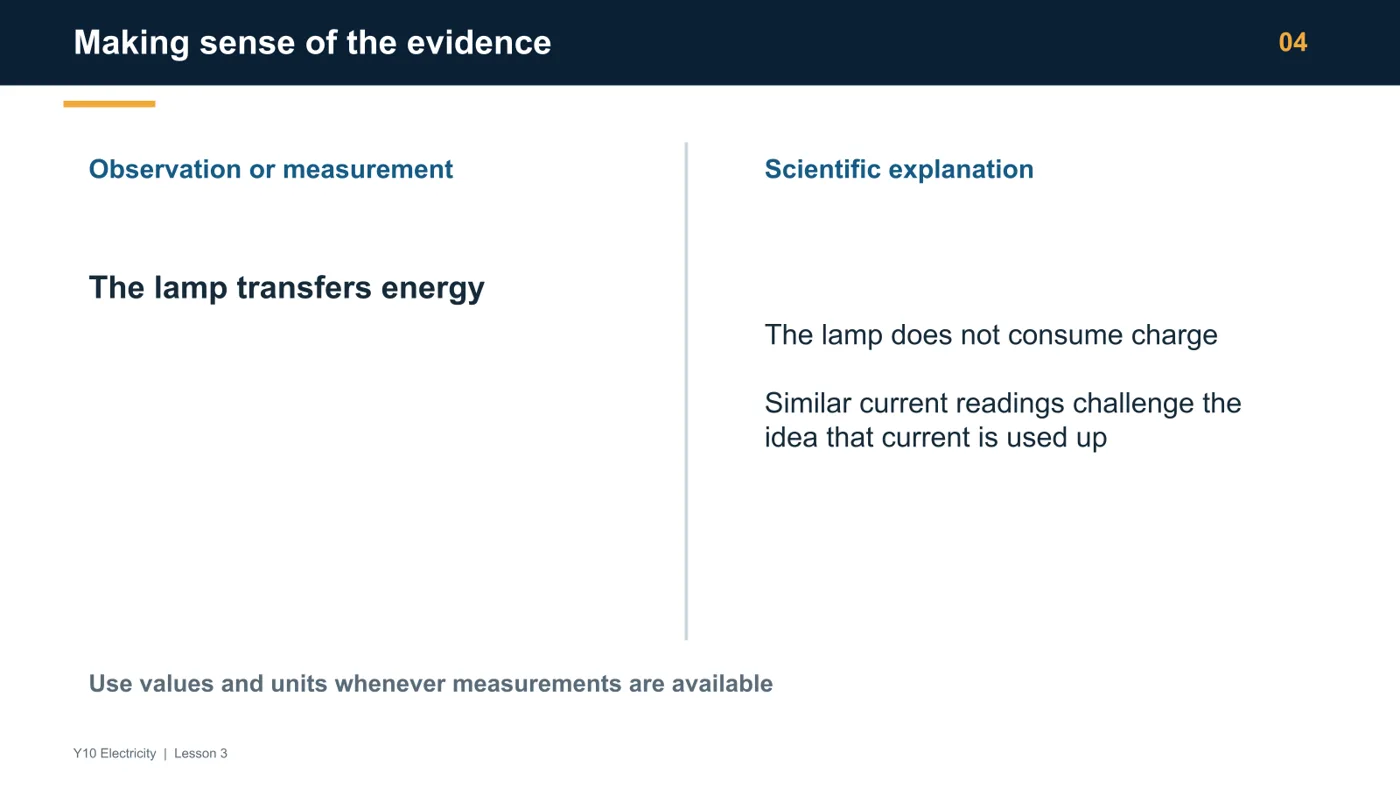 Making sense of the evidence
04
Observation or measurement
The lamp transfers energy
Scientific explanation
The lamp does not consume charge
Similar current readings challenge the
idea that current is used up
Use values and units whenever measurements are available
Y10 Electricity | Lesson 3